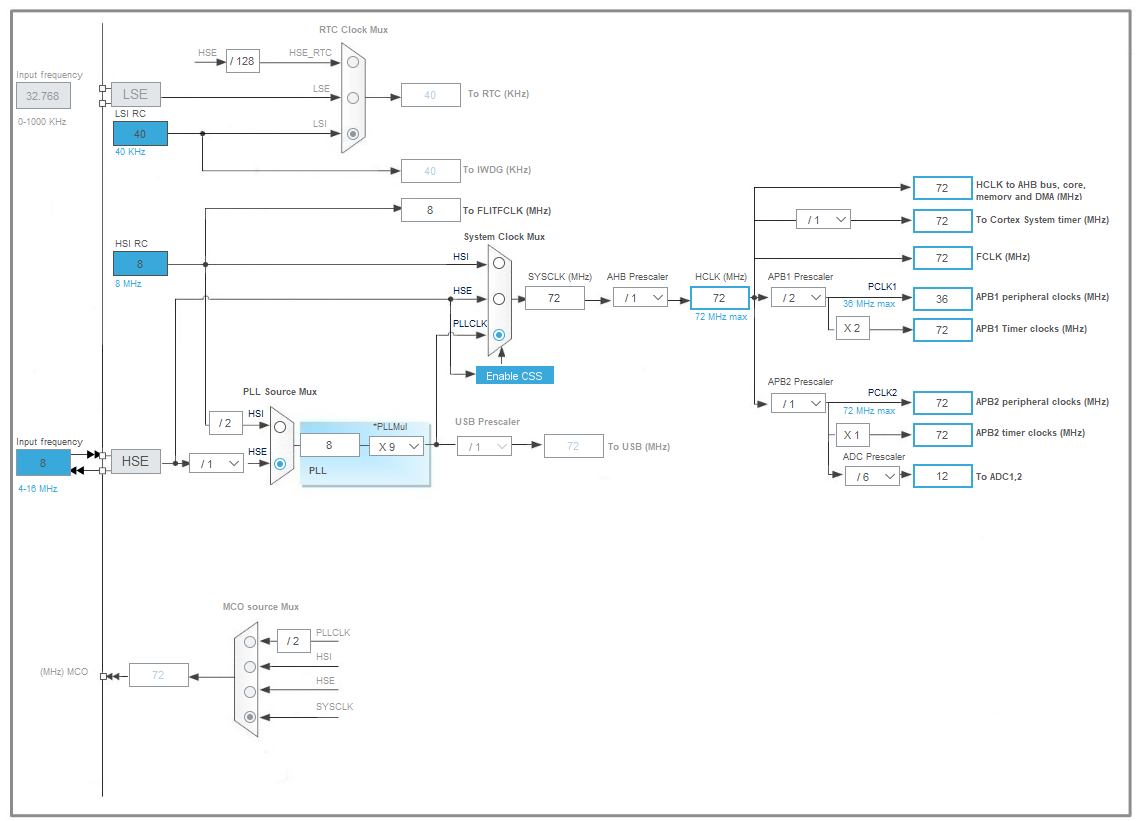 RTC Clock Mux
HSE
/ 128
HSE_RTC
Input frequency
32.768
0-1000 KHz
LSE
LSE
40
To RTC (KHz)
LSI RC
40
40 KHz
LSI
40
To IWDG (KHz)
8
To FLITFCLK (MHz)
HSI RC
8
8 MHz
System Clock Mux
HSI
HSE
PLLCLK
Enable CSS
SYSCLK (MHz)
72
AHB Prescaler
/ 1
HCLK (MHz)
72
72 MHz max
72
HCLK to AHB bus, core,
memory and DMA (MHz)
/ 1
72
To Cortex System timer (MHz)
72
FCLK (MHz)
APB1 Prescaler
/ 2
PCLK1
36 MHz max
36
APB1 peripheral clocks (MHz)
X 2
72
APB1 Timer clocks (MHz)
APB2 Prescaler
/ 1
PCLK2
72 MHz max
72
APB2 peripheral clocks (MHz)
X 1
72
APB2 timer clocks (MHz)
ADC Prescaler
/ 6
12
To ADC1,2
PLL Source Mux
/ 2
HSI
HSE
Input frequency
8
4-16 MHz
HSE
/ 1
8
*PLLMul
X 9
PLL
USB Prescaler
/ 1
72
To USB (MHz)
MCO source Mux
/ 2
PLLCLK
HSI
HSE
SYSCLK
(MHz) MCO
72